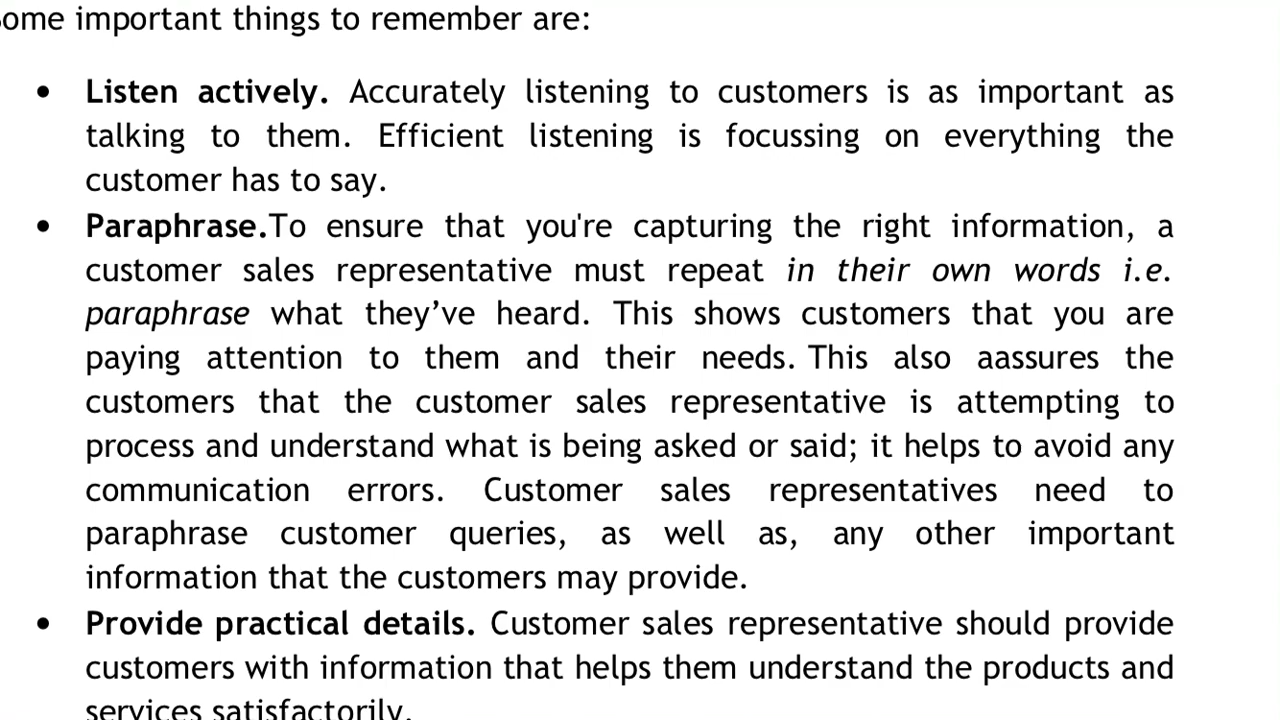 some important things to remember are:
• Listen actively. Accurately listening to customers is as important as
talking to them. Efficient listening is focussing on everything the
customer has to say.
• Paraphrase.To ensure that you're capturing the right information, a
customer sales representative must repeat in their own words i.e.
paraphrase what they’ve heard. This shows customers that you are
paying attention to them and their needs. This also aassures the
customers that the customer sales representative is attempting to
process and understand what is being asked or said; it helps to avoid any
communication errors. Customer sales representatives need to
paraphrase customer queries, as well as, any other important
information that the customers may provide.
• Provide practical details. Customer sales representative should provide
customers with information that helps them understand the products and
services satisfactorily.